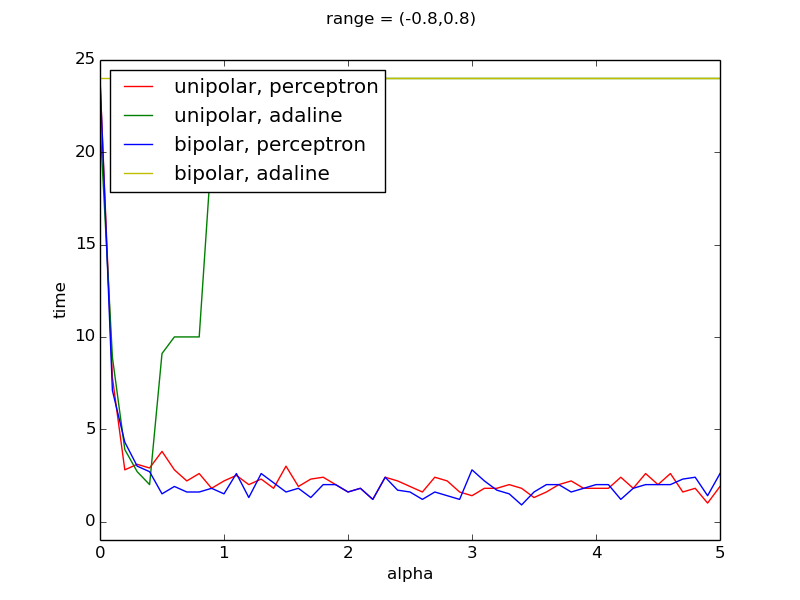 range = (-0.8,0.8)
25
20
15
10
5
0
time
unipolar, perceptron
unipolar, adaline
bipolar, perceptron
bipolar, adaline
0 1 2 3 4 5
alpha